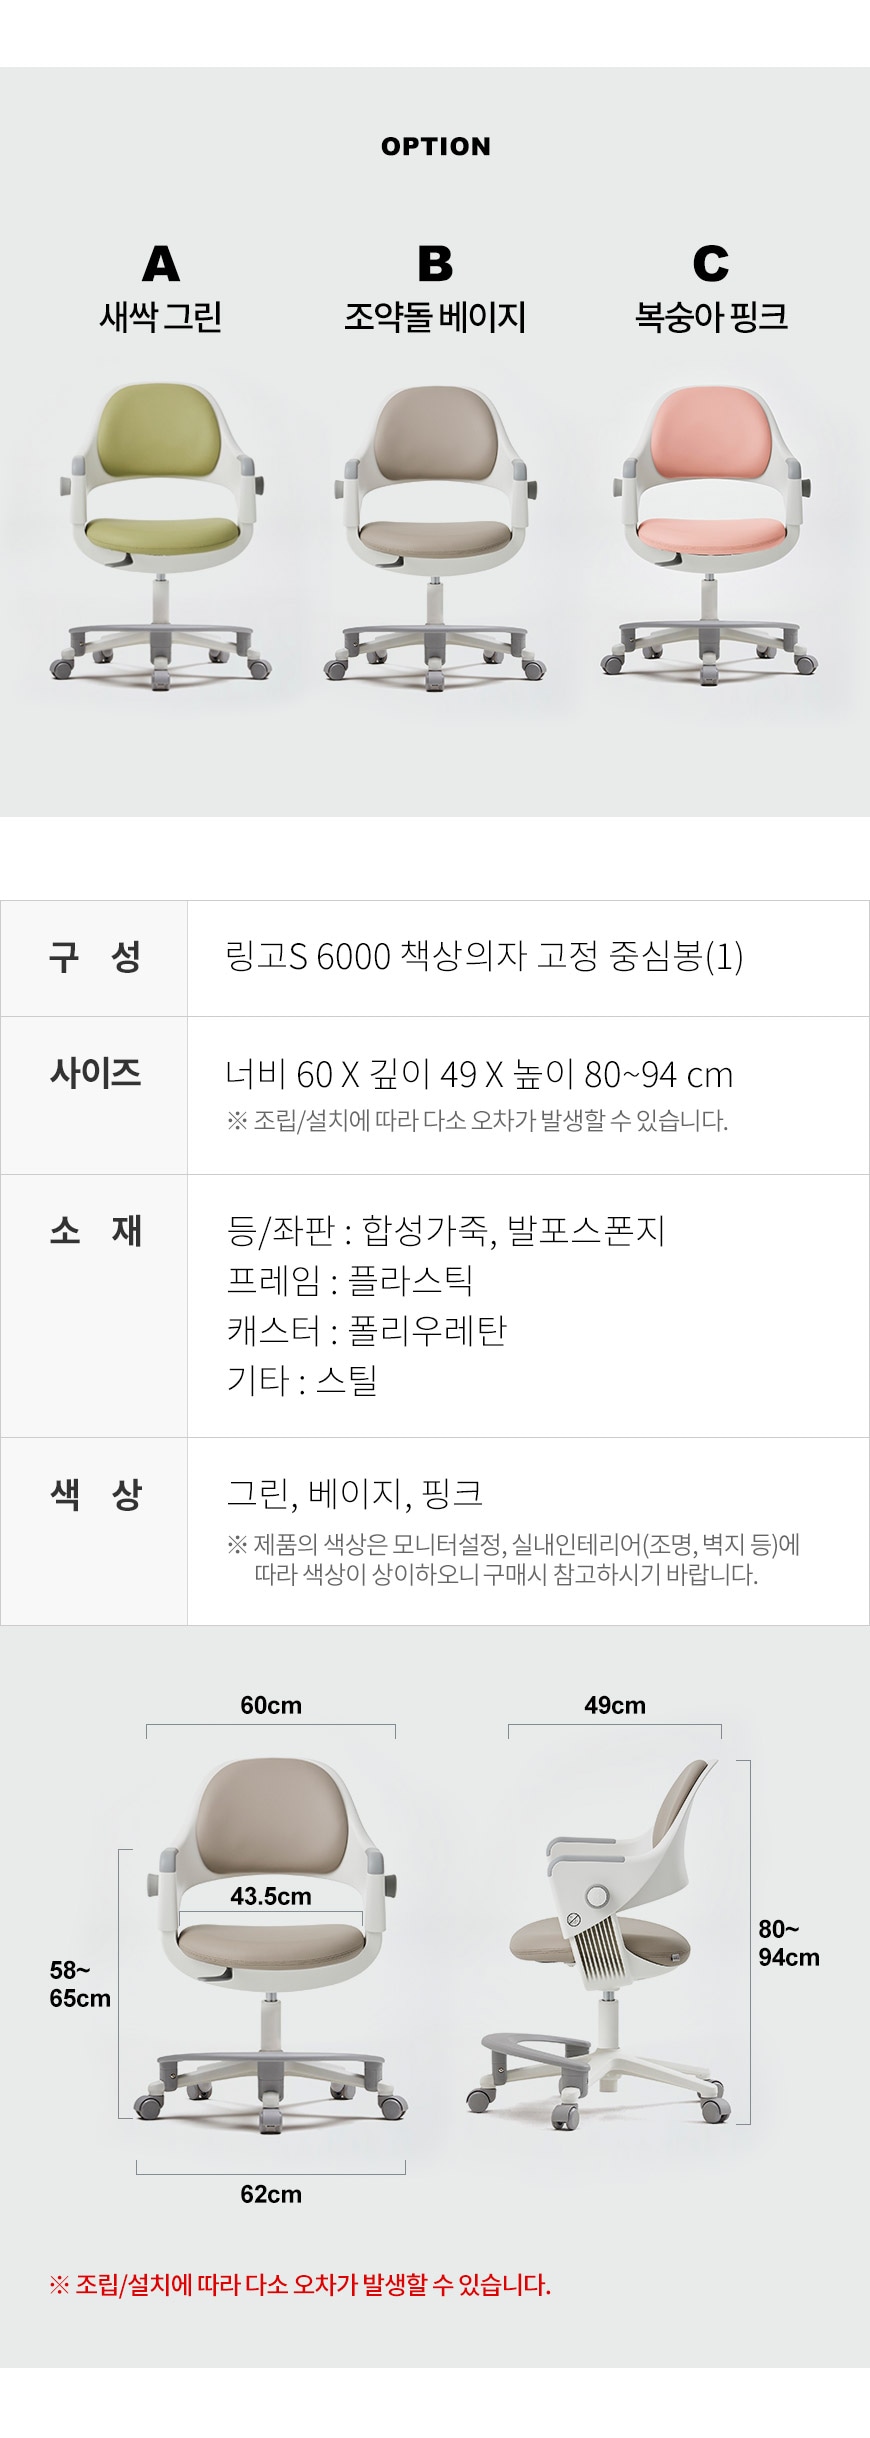 OPTION
A
B
C
새싹 그린
조약돌 베이지
복숭아 핑크
구 성
링고S 6000 책상의자 고정 중심봉(1)
사이즈
너비 60 X 깊이 49 X 높이 80~94 cm
※ 조립/설치에 따라 다소 오차가 발생할 수 있습니다.
소 재
등/좌판 : 합성가죽, 발포스폰지
프레임 : 플라스틱
캐스터 : 폴리우레탄
기타 : 스틸
색 상
그린, 베이지, 핑크
※ 제품의 색상은 모니터설정, 실내인테리어(조명, 벽지 등)에
따라 색상이 상이하오니 구매시 참고하시기 바랍니다.
60cm
49cm
43.5cm
58~
65cm
80~
94cm
62cm
※ 조립/설치에 따라 다소 오차가 발생할 수 있습니다.